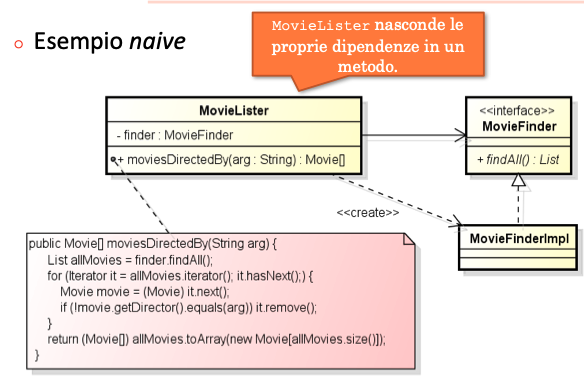 Esempio naive
MovieLister nasconde le
proprie dipendenze in un
metodo.
MovieLister
- finder : MovieFinder
+ moviesDirectedBy(arg : String) : Movie[]
<<interface>>
MovieFinder
+ findAll() : List
<<create>>
MovieFinderImpl
public Movie[] moviesDirectedBy(String arg) {
List allMovies = finder.findAll();
for (Iterator it = allMovies.iterator(); it.hasNext();) {
Movie movie = (Movie) it.next();
if (!movie.getDirector().equals(arg)) it.remove();
}
return (Movie[]) allMovies.toArray(new Movie[allMovies.size()]);
}